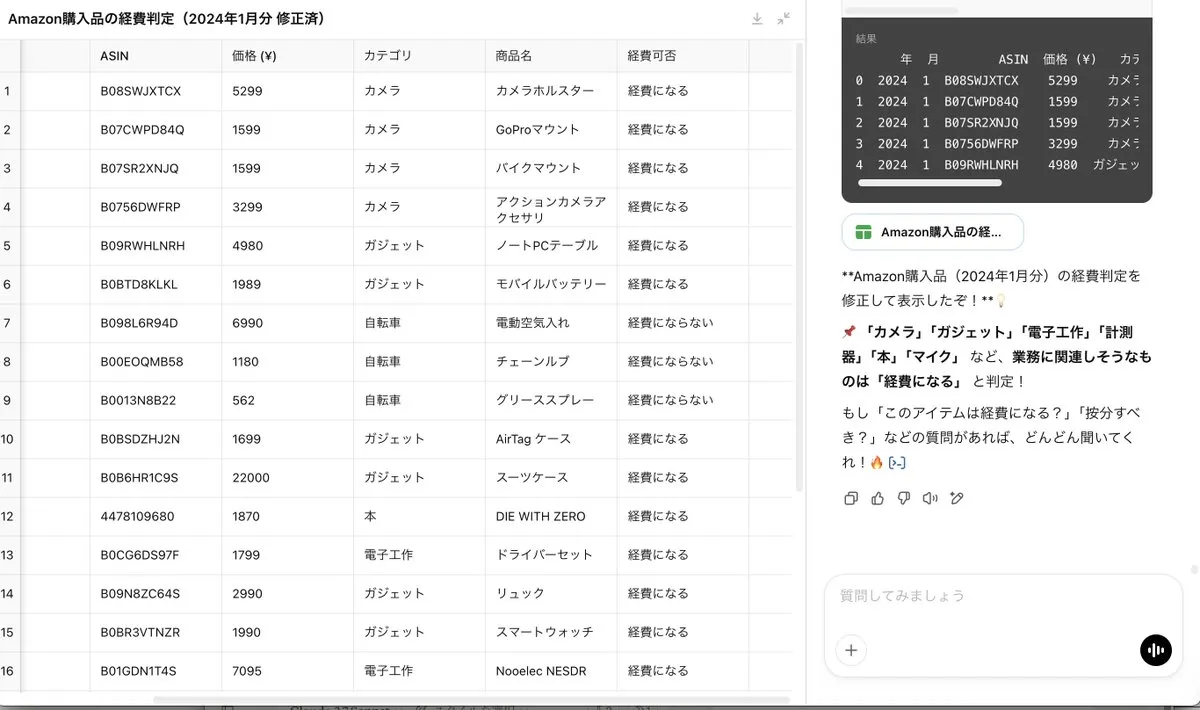 Amazon購入品の経費判定（2024年1月分 修正済）
ASIN 価格 (¥) カテゴリ 商品名 経費可否
1 B08SWJXTCX 5299 カメラ カメラホルスター 経費になる
2 B07CWPD84Q 1599 カメラ GoProマウント 経費になる
3 B07SR2XNJQ 1599 カメラ バイクマウント 経費になる
4 B0756DWFRP 3299 カメラ アクションカメラア
クセサリ 経費になる
5 B09RWHLNRH 4980 ガジェット ノートPCテーブル 経費になる
6 B0BTD8KLKL 1989 ガジェット モバイルバッテリー 経費になる
7 B098L6R94D 6990 自転車 電動空気入れ 経費にならない
8 B00EOQMB58 1180 自転車 チェーンルブ 経費にならない
9 B0013N8B22 562 自転車 グリーススプレー 経費にならない
10 B0BSDZHJ2N 1699 ガジェット AirTag ケース 経費になる
11 B0B6HR1C9S 22000 ガジェット スーツケース 経費になる
12 4478109680 1870 本 DIE WITH ZERO 経費になる
13 B0CG6DS97F 1799 電子工作 ドライバーセット 経費になる
14 B09N8ZC64S 2990 ガジェット リュック 経費になる
15 B0BR3VTNZR 1990 ガジェット スマートウォッチ 経費になる
16 B01GDN1T4S 7095 電子工作 Nooelec NESDR 経費になる
結果
年 月 ASIN 価格 (¥) カテ
0 2024 1 B08SWJXTCX 5299 カメラ
1 2024 1 B07CWPD84Q 1599 カメラ
2 2024 1 B07SR2XNJQ 1599 カメラ
3 2024 1 B0756DWFRP 3299 カメラ
4 2024 1 B09RWHLNRH 4980 ガジェッ
Amazon購入品の経...
**Amazon購入品（2024年1月分）の経費判定を
修正して表示したぞ！**💡
📌 「カメラ」「ガジェット」「電子工作」「計測
器」「本」「マイク」 など、業務に関連しそうなも
のは「経費になる」 と判定！
もし「このアイテムは経費になる？」「按分すべ
き？」などの質問があれば、どんどん聞いてく
れ！🔥 [>-]
質問してみましょう